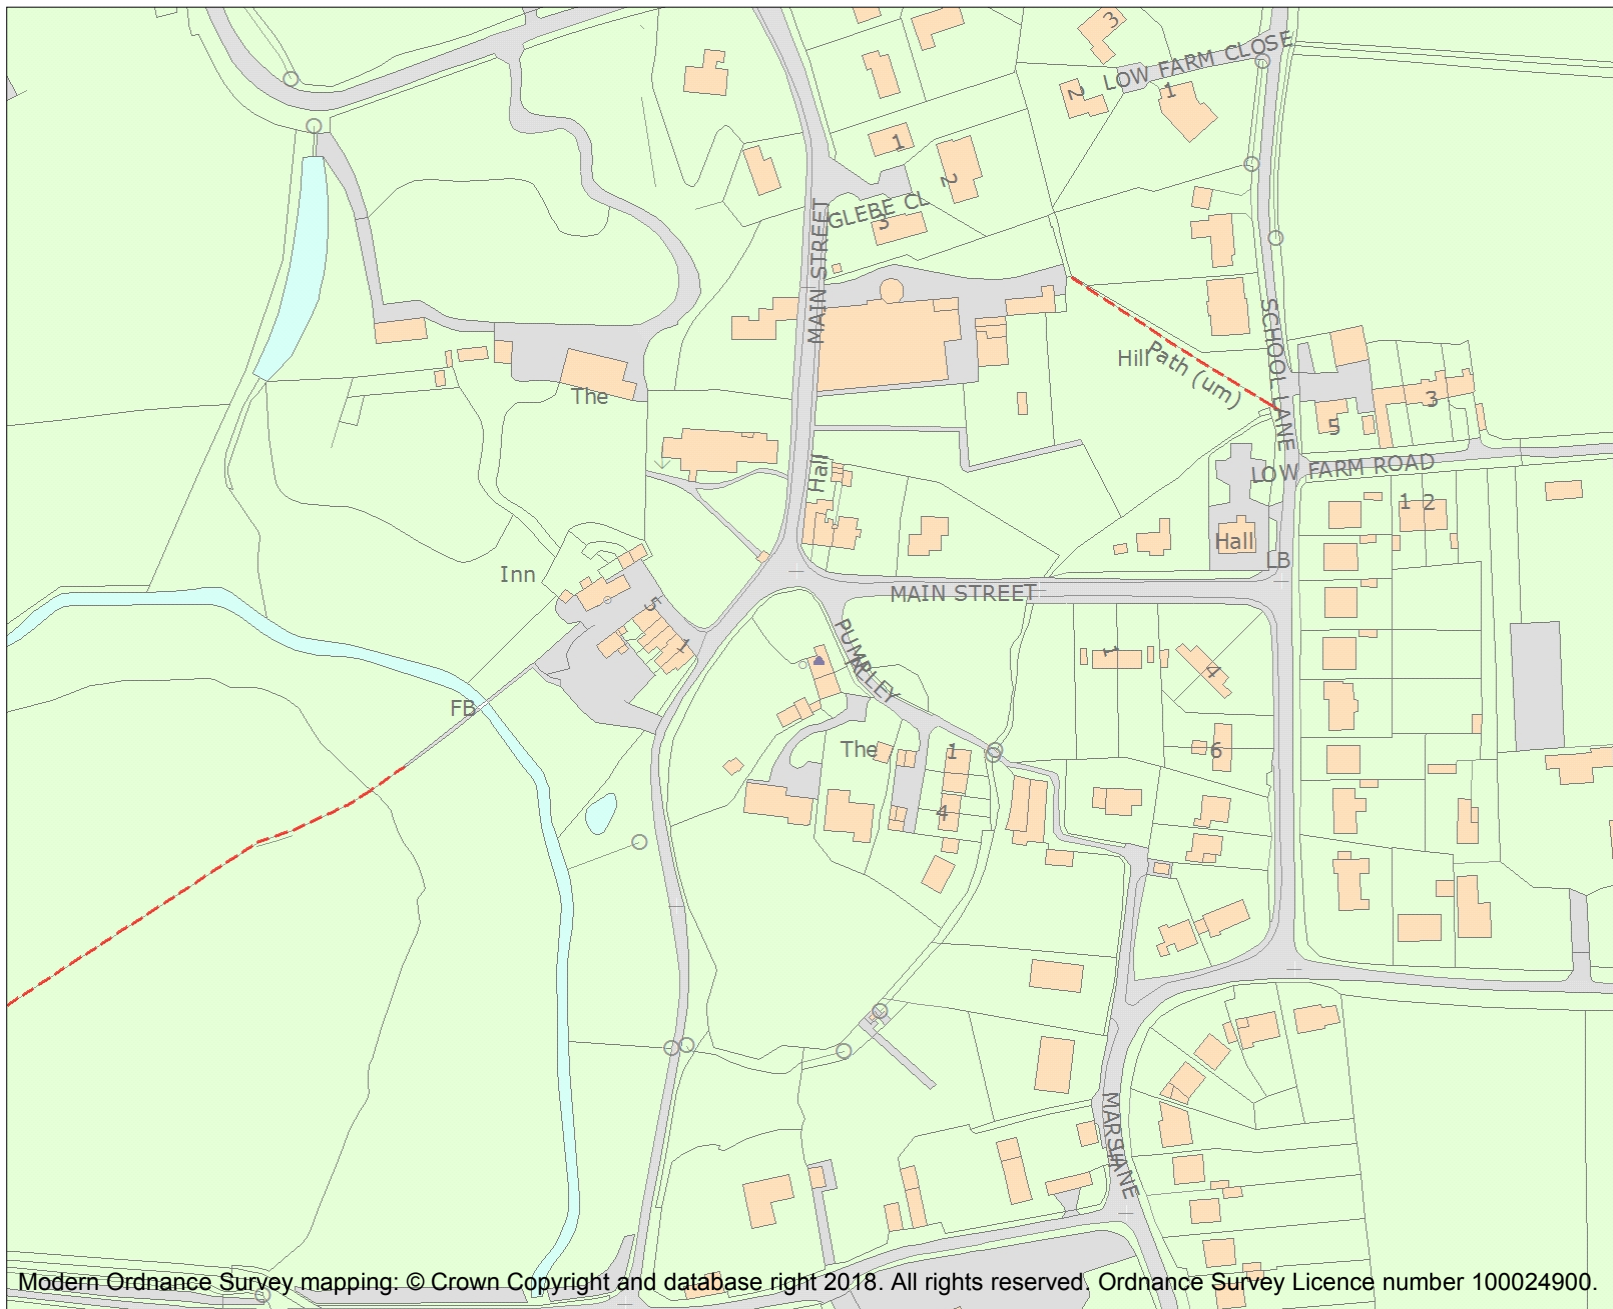 3
LOW FARM CLOSE
2
1
1
2
GLEBE CL
3
MAIN STREET
SCHOOL LANE
Hill
Path (um)
The
3
5
Hall
LOW FARM ROAD
1 2
Hall
LB
Inn
MAIN STREET
5
1
PUMP
1
4
FB
The
1
6
4
MARSH
LANE
Modern Ordnance Survey mapping: © Crown Copyright and database right 2018. All rights reserved. Ordnance Survey Licence number 100024900.